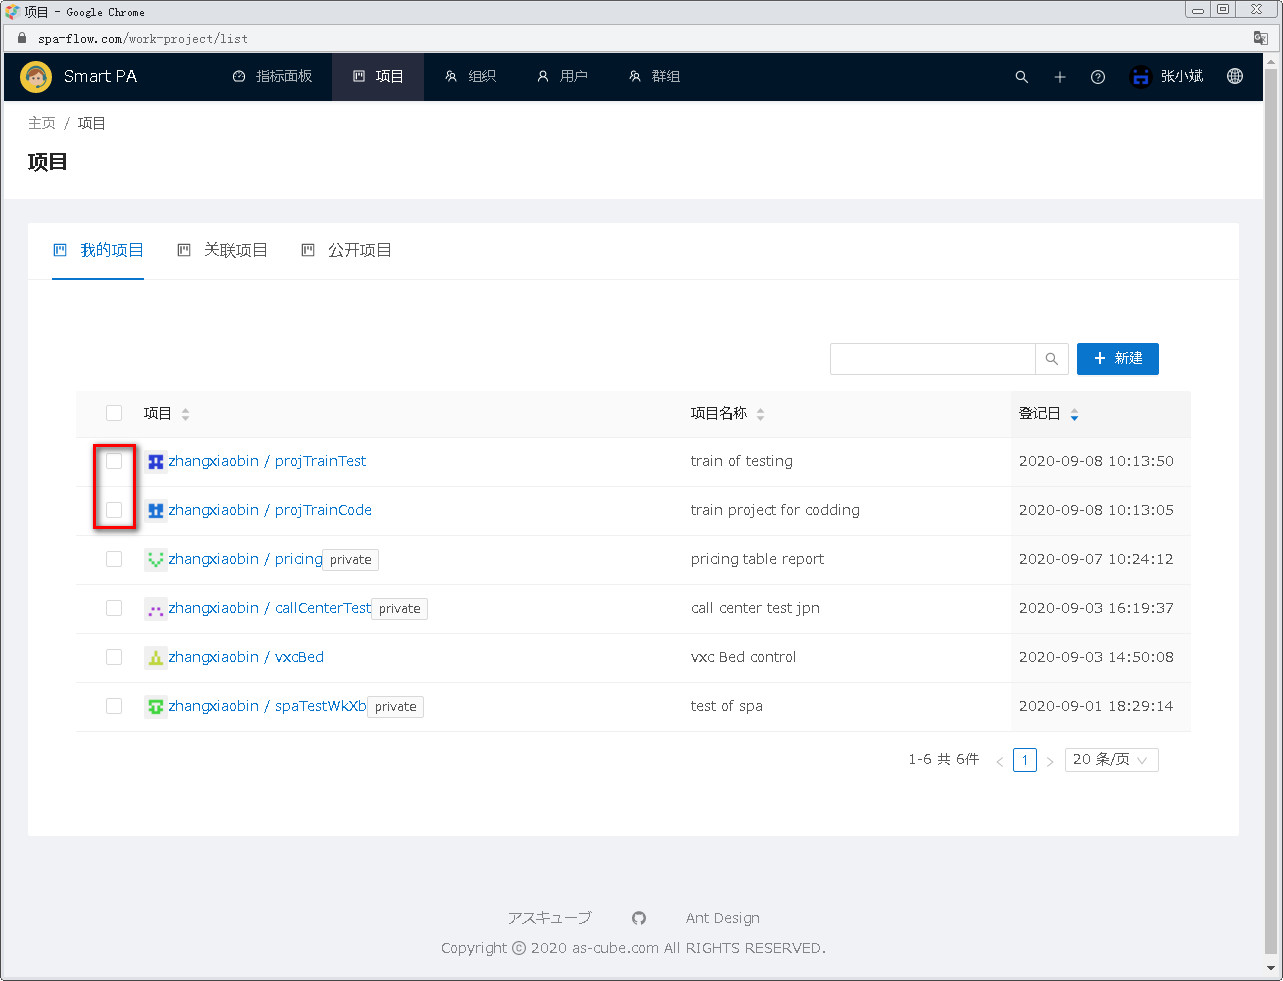 项目 - Google Chrome
spa-flow.com/work-project/list
Smart PA 指标面板 项目 组织 用户 群组 张小斌
主页 / 项目
项目
我的项目 关联项目 公开项目
新建
项目 项目名称 登记日
zhangxiaobin / projTrainTest train of testing 2020-09-08 10:13:50
zhangxiaobin / projTrainCode train project for codding 2020-09-08 10:13:05
zhangxiaobin / pricing private pricing table report 2020-09-07 10:24:12
zhangxiaobin / callCenterTest private call center test jpn 2020-09-03 16:19:37
zhangxiaobin / vxcBed vxc Bed control 2020-09-03 14:50:08
zhangxiaobin / spaTestWkXb private test of spa 2020-09-01 18:29:14
1-6 共 6件 < 1 > 20 条/页
アスキューブ Ant Design
Copyright © 2020 as-cube.com All RIGHTS RESERVED.